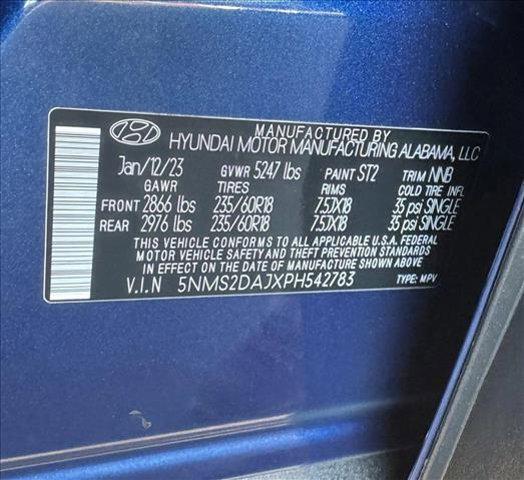 MANUFACTURED BY
HYUNDAI MOTOR MANUFACTURING ALABAMA, LLC
Jan/12/23 GVWR 5247 lbs PAINT ST2 TRIM NNB
GAWR TIRES RIMS COLD TIRE INFL
FRONT 2866 lbs 235/60R18 7.5JX18 35 psi SINGLE
REAR 2976 lbs 235/60R18 7.5JX18 35 psi SINGLE
THIS VEHICLE CONFORMS TO ALL APPLICABLE U.S.A. FEDERAL
MOTOR VEHICLE SAFETY AND THEFT PREVENTION STANDARDS
IN EFFECT ON THE DATE OF MANUFACTURE SHOWN ABOVE
V.I.N 5NMS2DAJXPH542783 TYPE: MPV